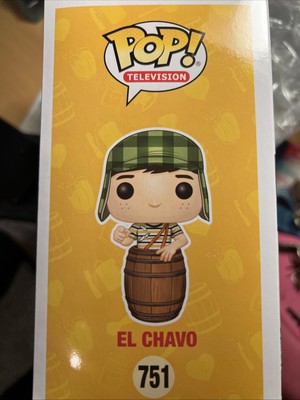 POP!
TELEVISION
EL CHAVO
751